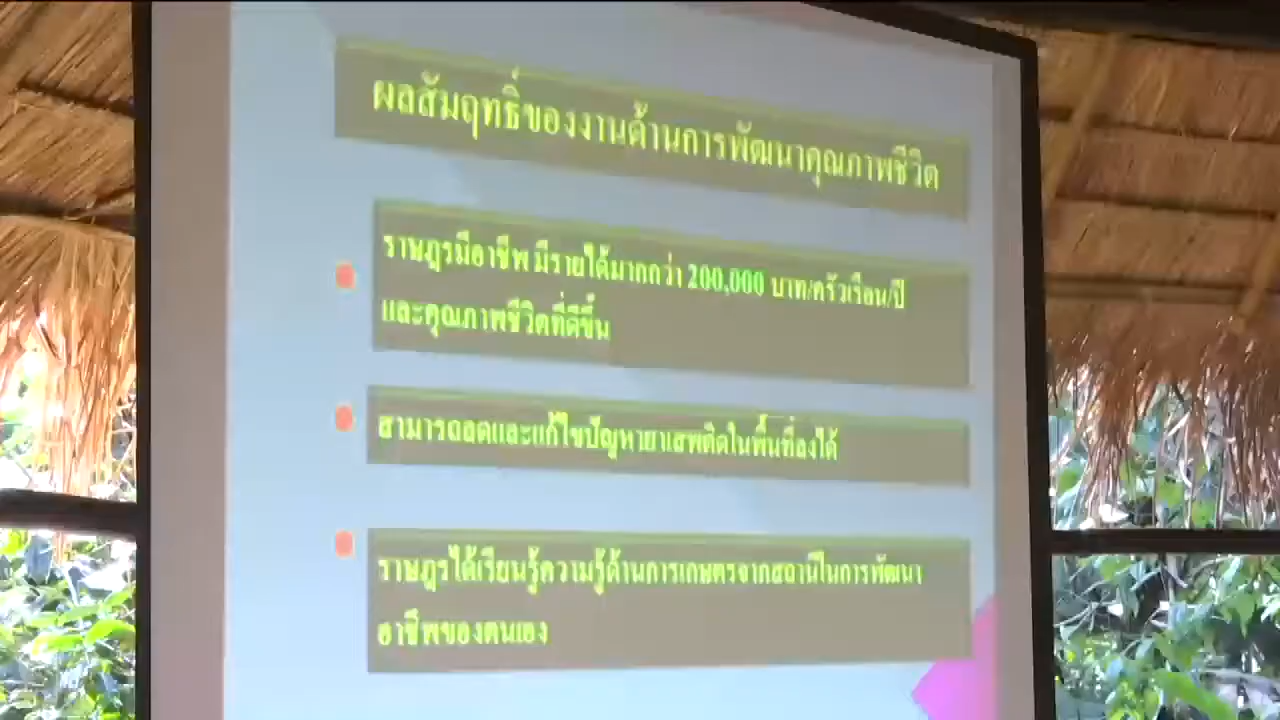 ผลสัมฤทธิ์ของงานด้านการพัฒนาคุณภาพชีวิต
ราษฎรมีอาชีพ มีรายได้มากกว่า 200,000 บาท/ครัวเรือน/ปี
และคุณภาพชีวิตที่ดีขึ้น
สามารถลดและแก้ไขปัญหายาเสพติดในพื้นที่ลงได้
ราษฎรได้เรียนรู้ความรู้ด้านการเกษตรจากสถานีในการพัฒนา
อาชีพของตนเอง